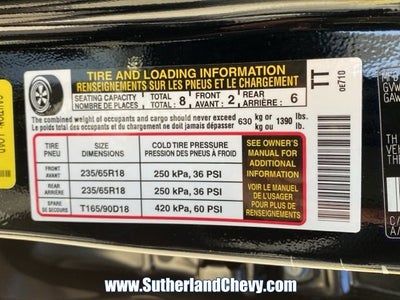 TIRE AND LOADING INFORMATION
RENSEIGNEMENTS SUR LES PNEUS ET LE CHARGEMENT
SEATING CAPACITY
NOMBRE DE PLACES
TOTAL : 8
FRONT
AVANT : 2
REAR
ARRIÈRE : 6
The combined weight of occupants and cargo should never exceed
Le poids total des occupants et du chargement ne doit jamais dépasser
630 kg or ou 1390 lbs. lb.
TIRE
PNEU
SIZE
DIMENSIONS
COLD TIRE PRESSURE
PRESSION DES PNEUS À FROID
FRONT
AVANT
235/65R18
250 kPa, 36 PSI
REAR
ARRIÈRE
235/65R18
250 kPa, 36 PSI
SPARE
DE SECOURS
T165/90D18
420 kPa, 60 PSI
SEE OWNER'S
MANUAL FOR
ADDITIONAL
INFORMATION
VOIR LE MANUEL
DE L'USAGER
POUR PLUS DE
RENSEIGNEMENTS
TT
0E710
www.SutherlandChevy.com